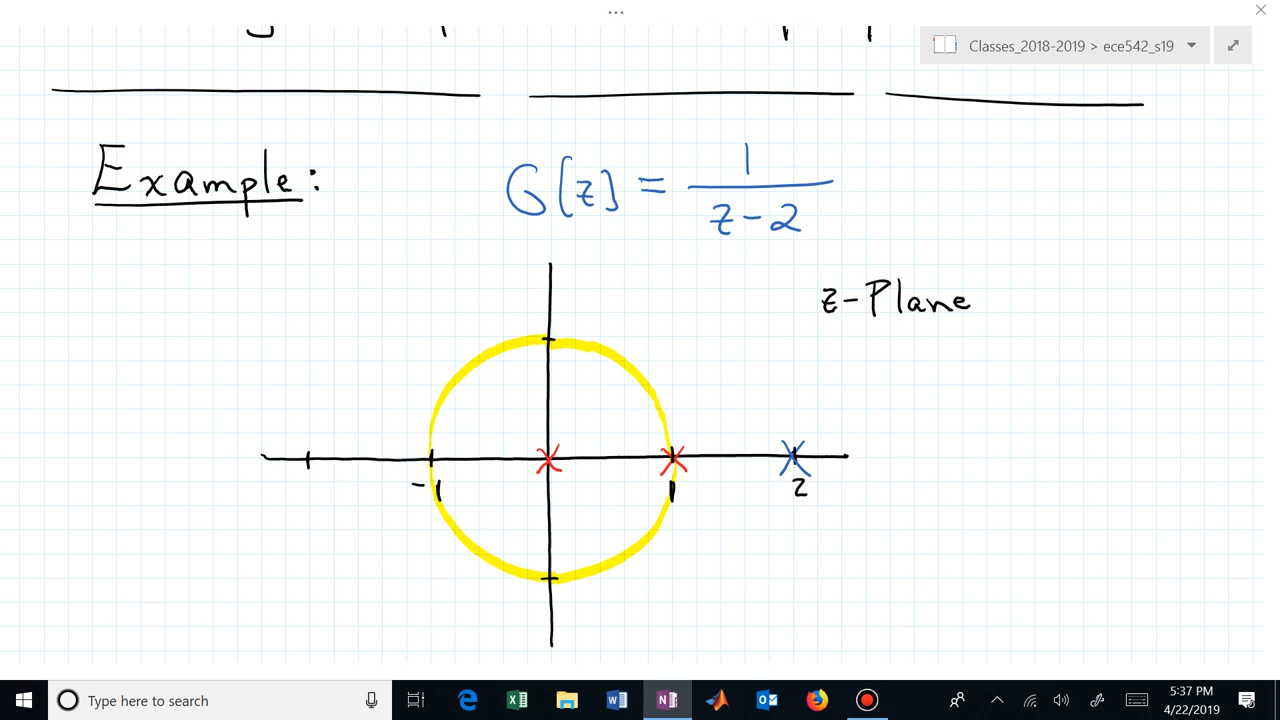 Classes_2018-2019 > ece542_s19
Example:
G(z) = 1
z-2
z-Plane
-1
1
2
Type here to search
5:37 PM
4/22/2019